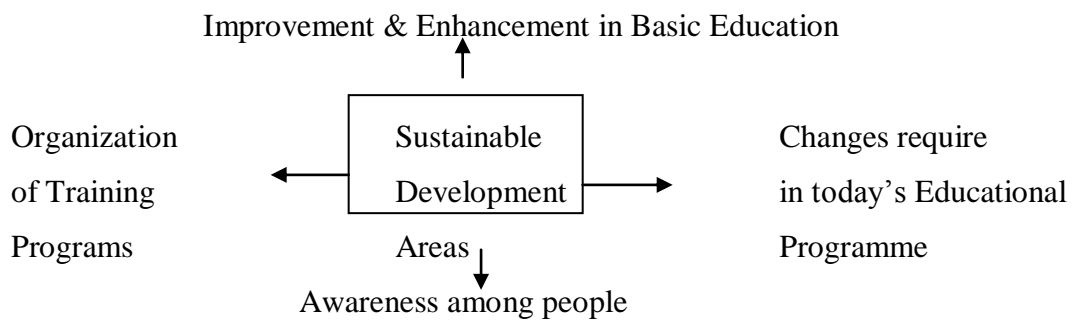 Improvement & Enhancement in Basic Education
Organization
of Training
Programs
Sustainable
Development
Areas
Changes require
in today’s Educational
Programme
Awareness among people